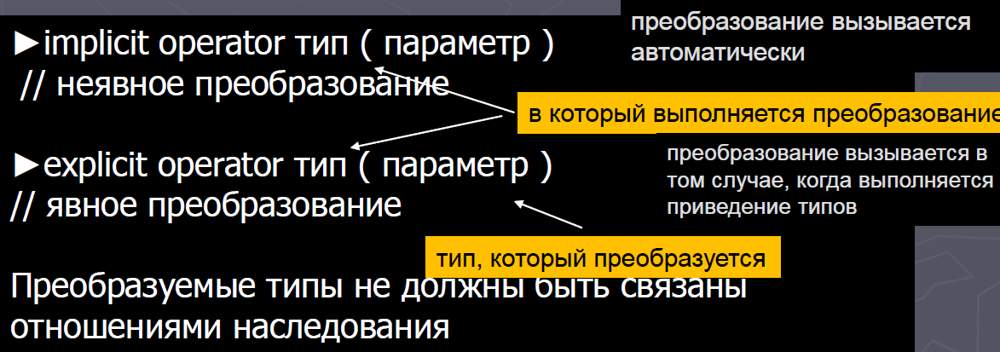 ►implicit operator тип ( параметр )
// неявное преобразование
преобразование вызывается
автоматически
в который выполняется преобразование
►explicit operator тип ( параметр )
// явное преобразование
преобразование вызывается в
том случае, когда выполняется
приведение типов
тип, который преобразуется
Преобразуемые типы не должны быть связаны
отношениями наследования